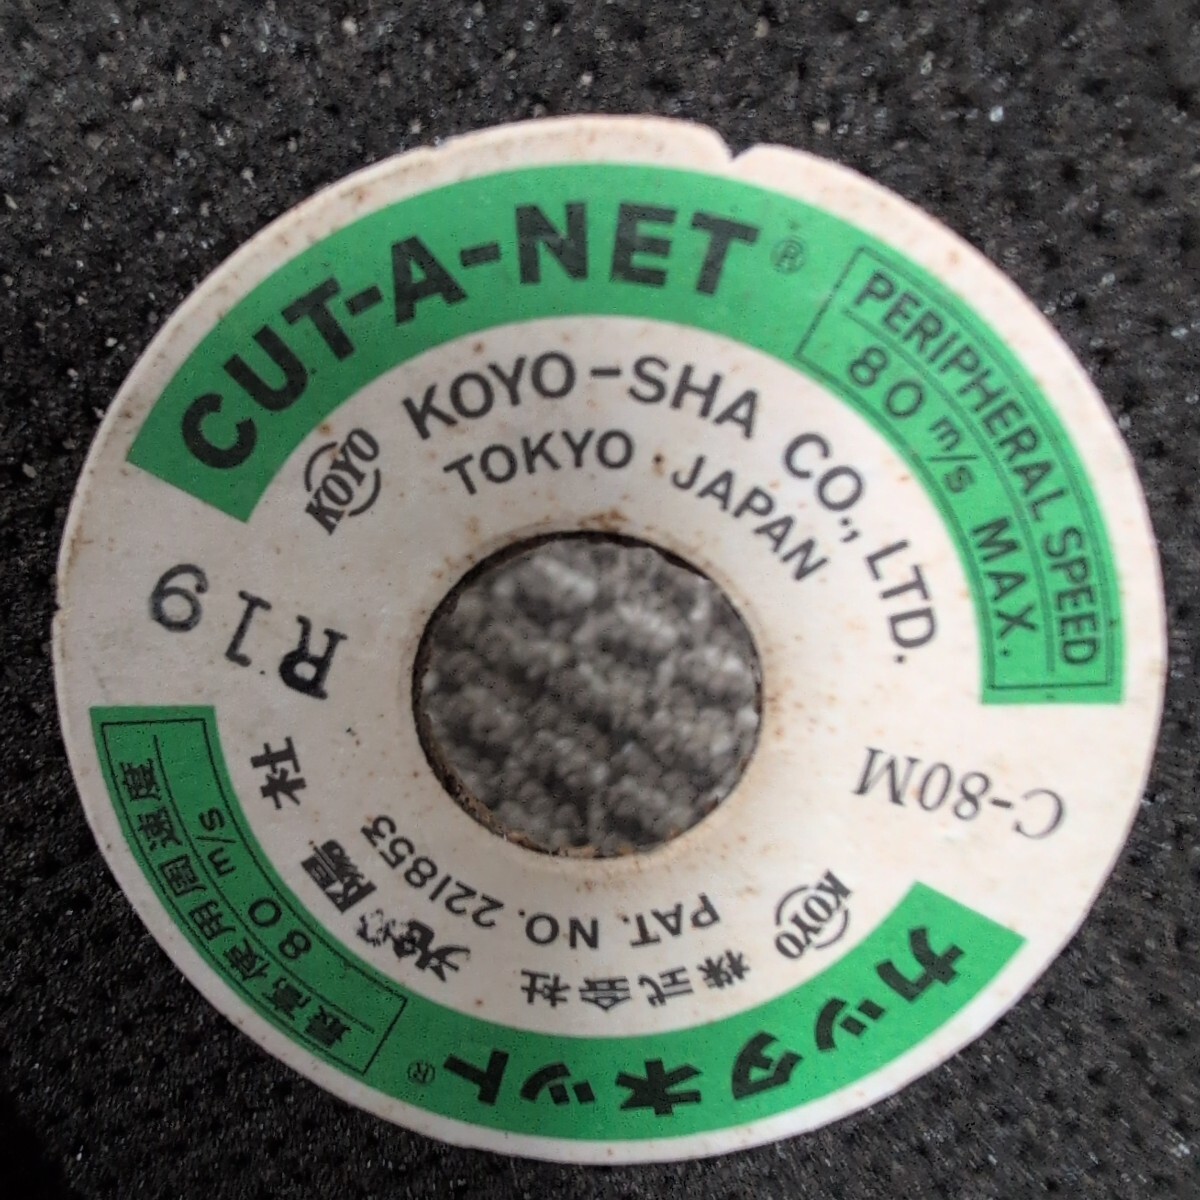 CUT-A-NET®
PERIPHERAL SPEED
80 m/s MAX.
KOYO
KOYO-SHA CO., LTD.
TOKYO · JAPAN
R19
C-80M
KOYO
カッタネット®
最高使用周速度
80 m/s
株式会社 光陽社
PAT. NO. 221853